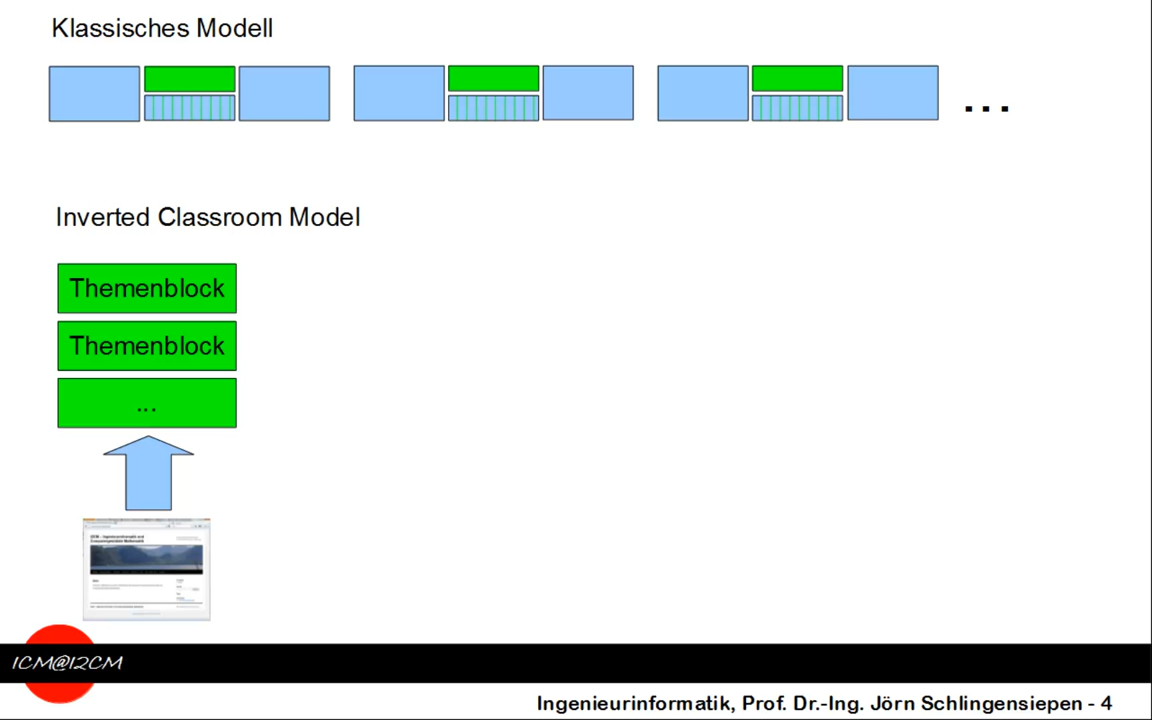 Klassisches Modell
...
Inverted Classroom Model
Themenblock
Themenblock
...
ICM@I2CM
Ingenieurinformatik, Prof. Dr.-Ing. Jörn Schlingensiepen - 4